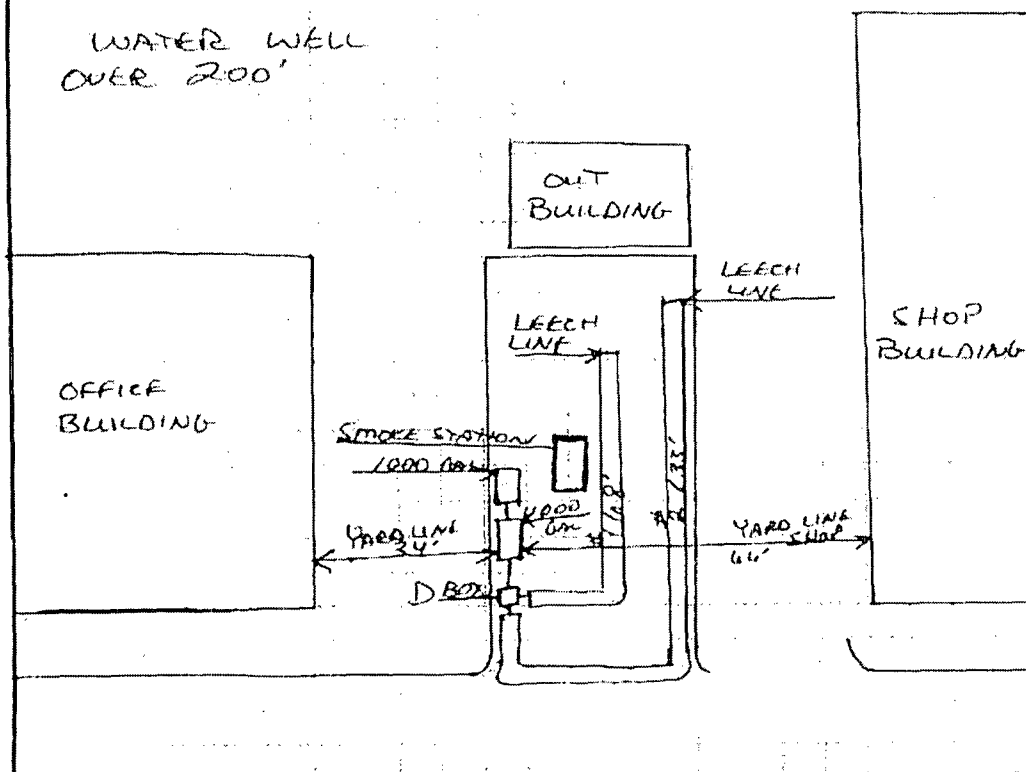 WATER WELL
OVER 200'
OUT
BUILDING
LEECH
LINE
LEECH
LINE
SHOP
BUILDING
OFFICE
BUILDING
SMOKE STATION
1000 GAL
1000
GAL
YARD LINE
34'
YARD LINE
SHOP
66'
D BOX